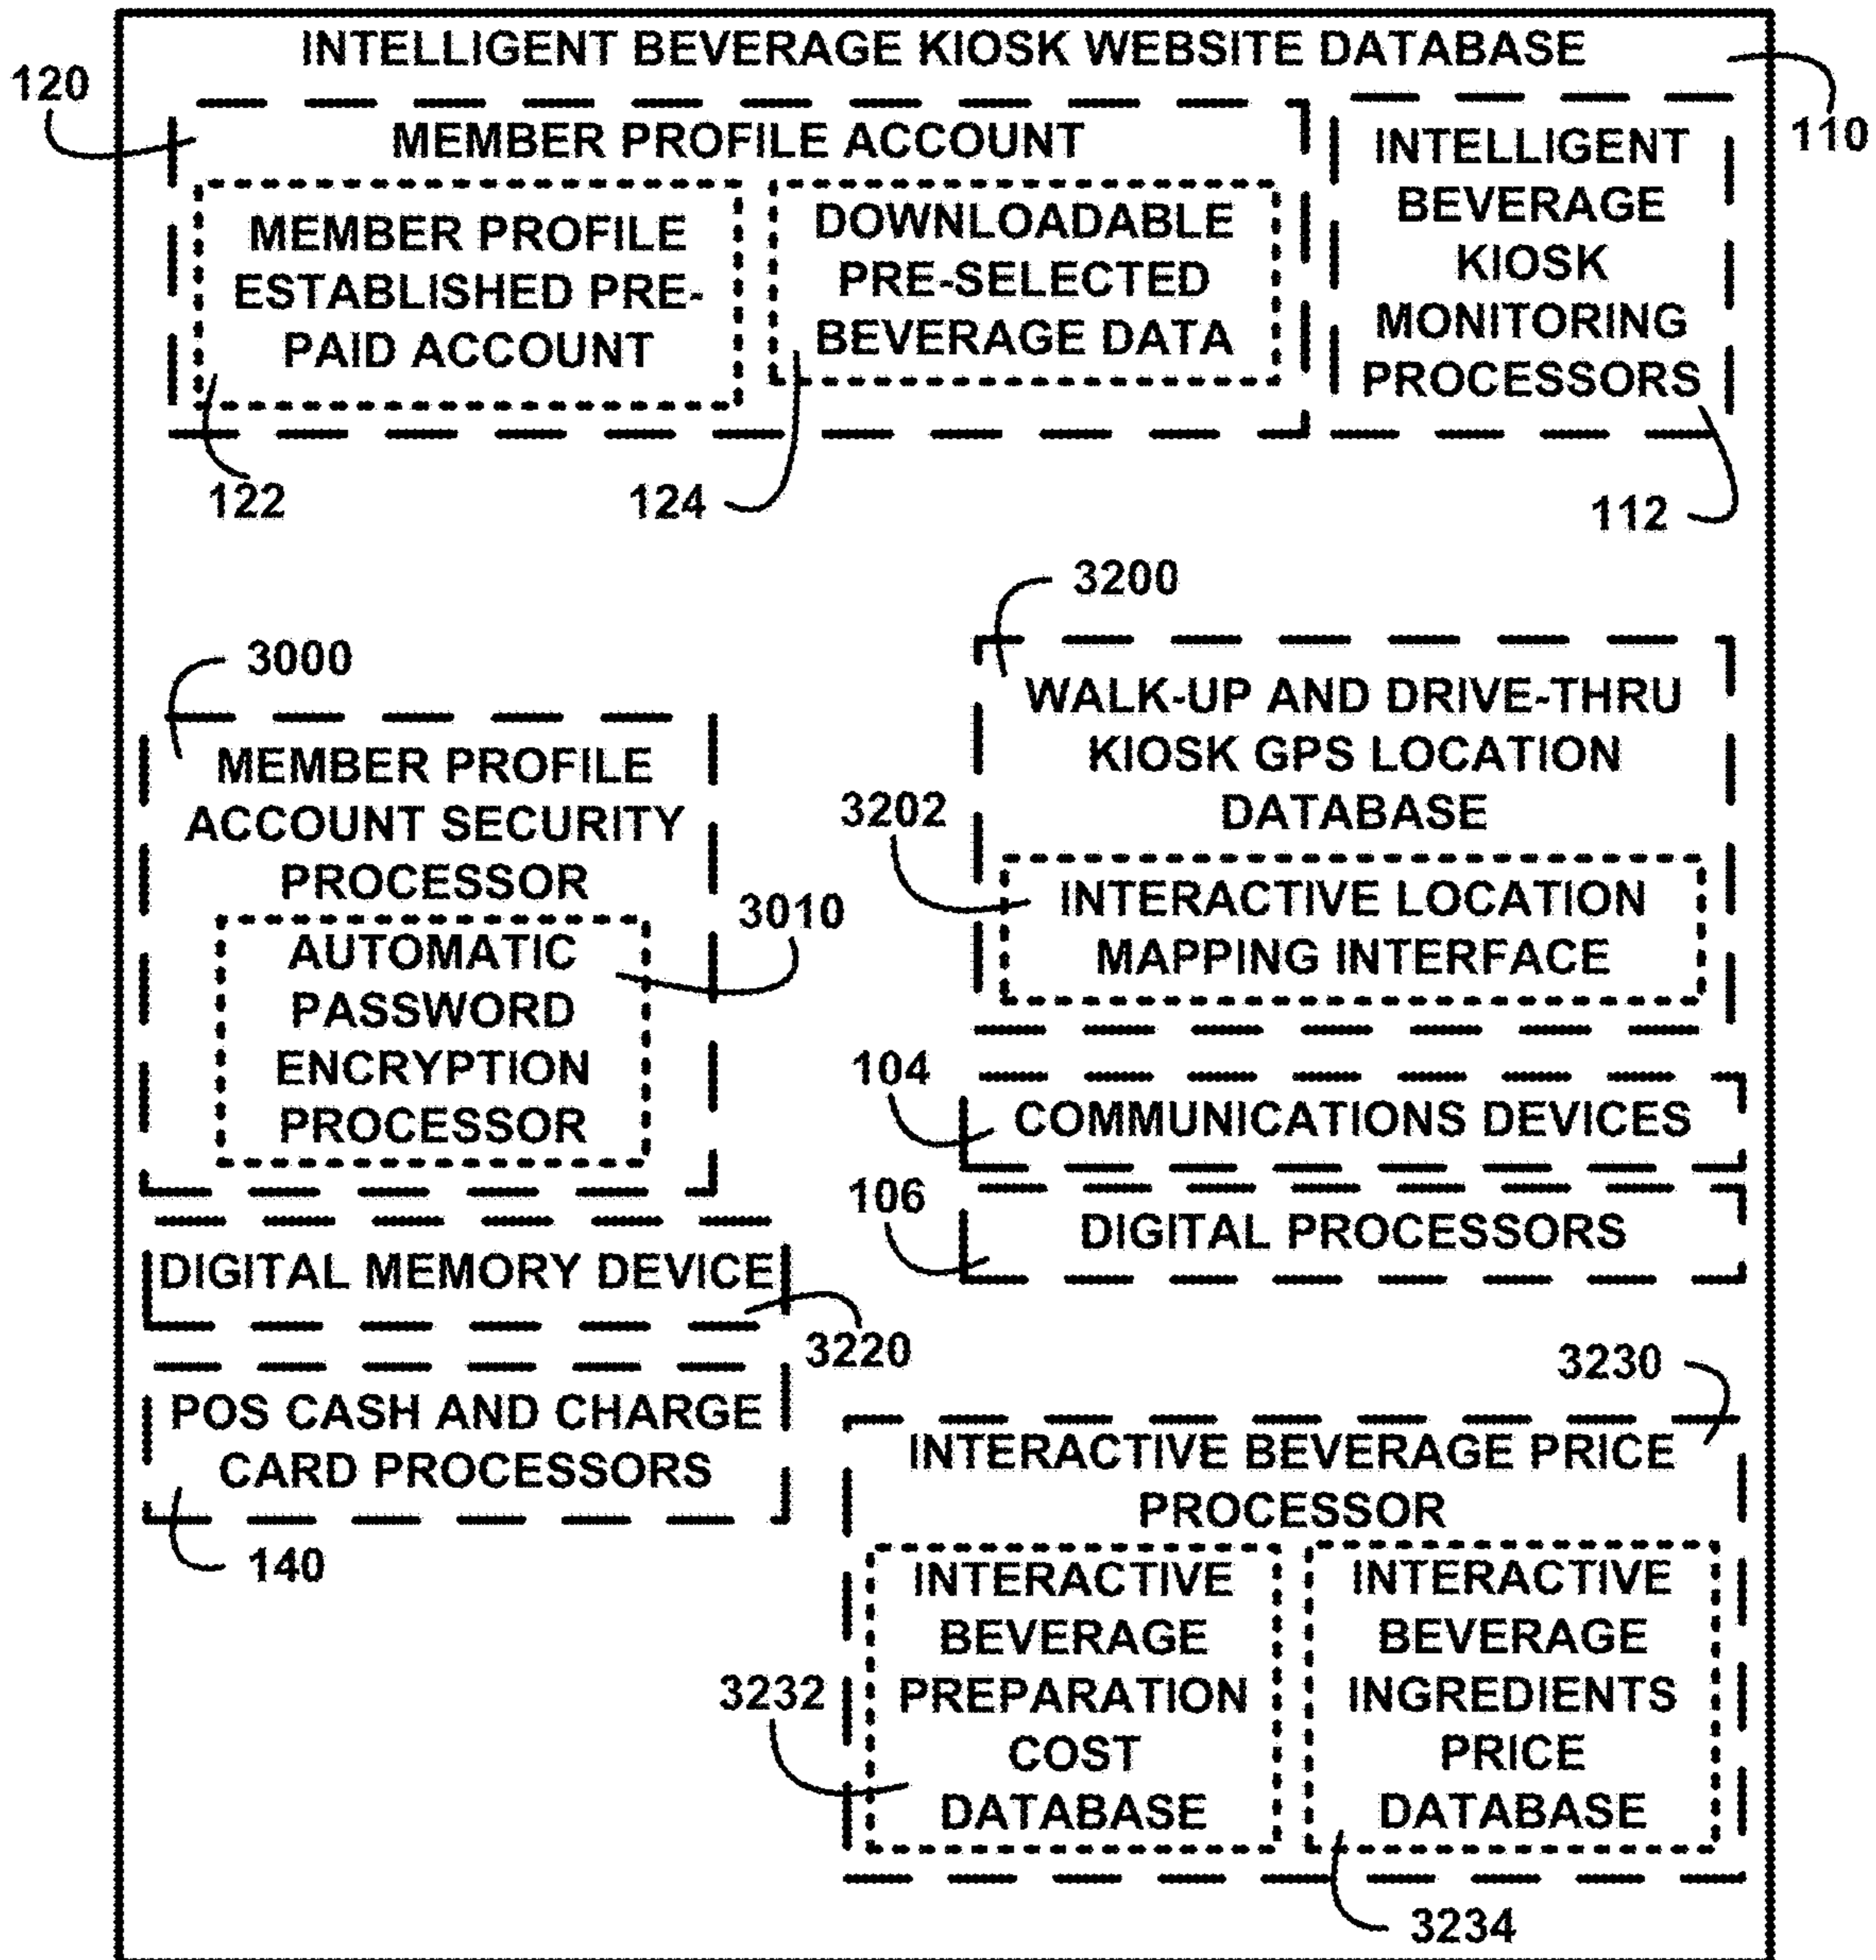 INTELLIGENT BEVERAGE KIOSK WEBSITE DATABASE
120
110
MEMBER PROFILE ACCOUNT
MEMBER PROFILE
ESTABLISHED PRE-
PAID ACCOUNT
DOWNLOADABLE
PRE-SELECTED
BEVERAGE DATA
INTELLIGENT
BEVERAGE
KIOSK
MONITORING
PROCESSORS
122
124
112
3000
MEMBER PROFILE
ACCOUNT SECURITY
PROCESSOR
3010
AUTOMATIC
PASSWORD
ENCRYPTION
PROCESSOR
3200
WALK-UP AND DRIVE-THRU
KIOSK GPS LOCATION
DATABASE
3202
INTERACTIVE LOCATION
MAPPING INTERFACE
104
COMMUNICATIONS DEVICES
106
DIGITAL PROCESSORS
DIGITAL MEMORY DEVICE
3220
POS CASH AND CHARGE
CARD PROCESSORS
140
3230
INTERACTIVE BEVERAGE PRICE
PROCESSOR
INTERACTIVE
BEVERAGE
PREPARATION
COST
DATABASE
3232
INTERACTIVE
BEVERAGE
INGREDIENTS
PRICE
DATABASE
3234